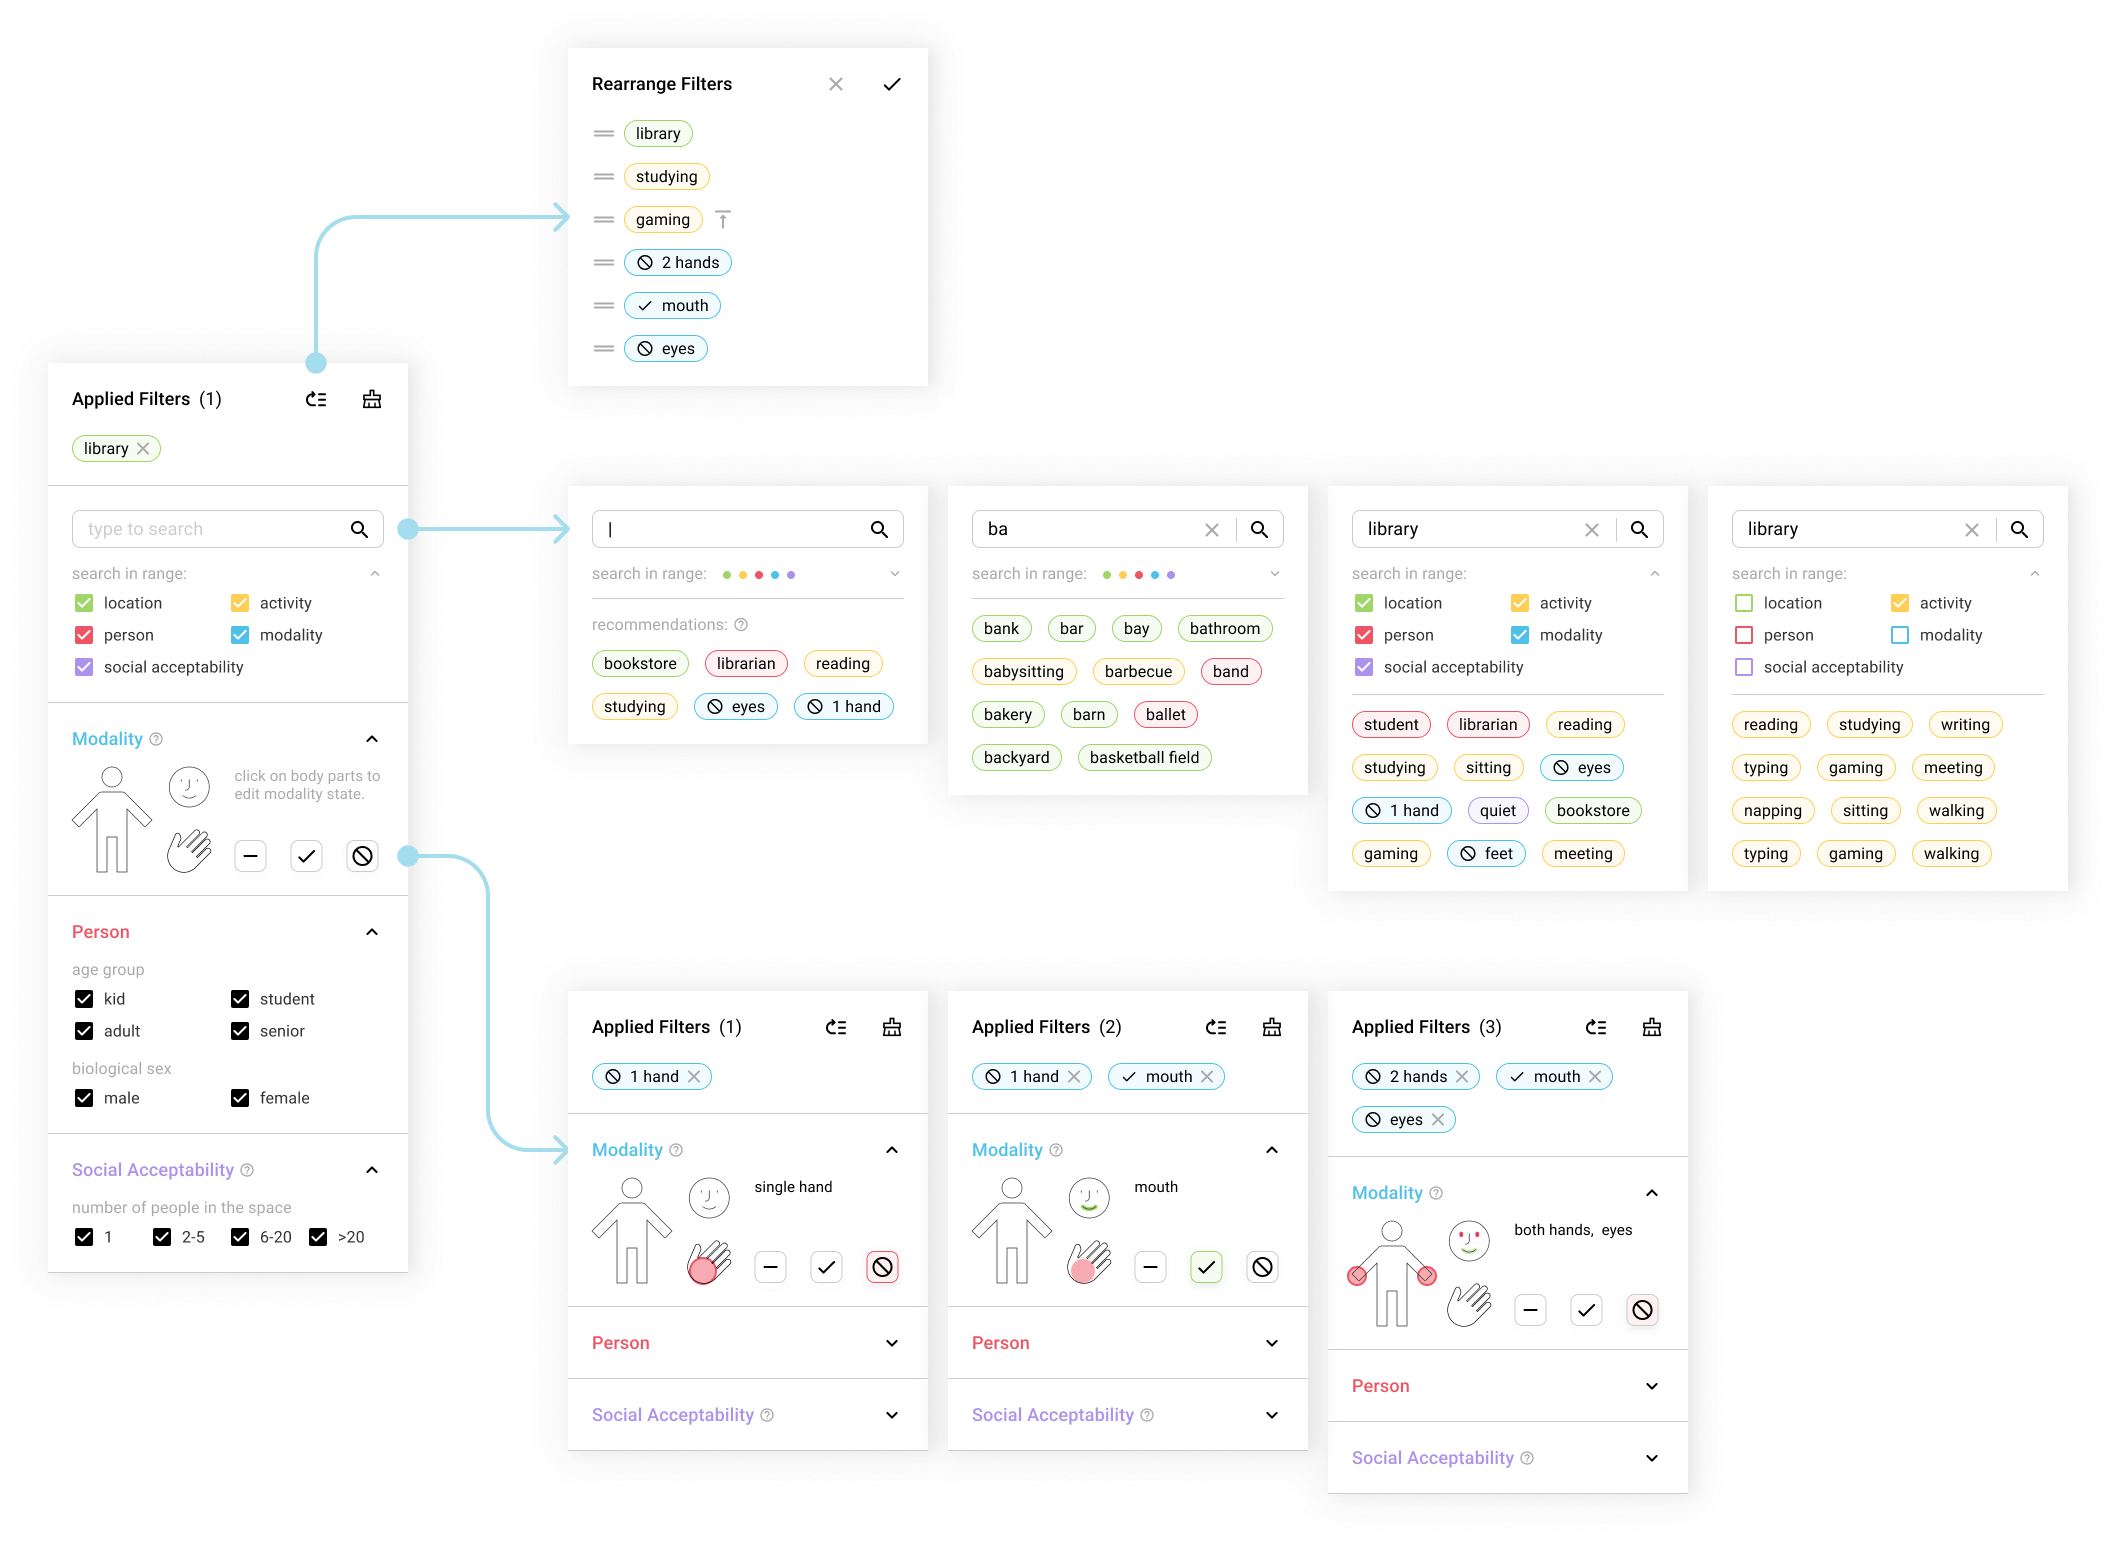 Rearrange Filters
library
studying
gaming
2 hands
mouth
eyes
Applied Filters (1)
library
type to search
search in range:
location activity
person modality
social acceptability
Modality
click on body parts to
edit modality state.
Person
age group
kid student
adult senior
biological sex
male female
Social Acceptability
number of people in the space
1 2-5 6-20 >20
search in range:
recommendations:
bookstore librarian reading
studying eyes 1 hand
ba
search in range:
bank bar bay bathroom
babysitting barbecue band
bakery barn ballet
backyard basketball field
library
search in range:
location activity
person modality
social acceptability
student librarian reading
studying sitting eyes
1 hand quiet bookstore
gaming feet meeting
library
search in range:
location activity
person modality
social acceptability
reading studying writing
typing gaming meeting
napping sitting walking
typing gaming walking
Applied Filters (1)
1 hand
Modality
single hand
Person
Social Acceptability
Applied Filters (2)
1 hand mouth
Modality
mouth
Person
Social Acceptability
Applied Filters (3)
2 hands mouth
eyes
Modality
both hands, eyes
Person
Social Acceptability